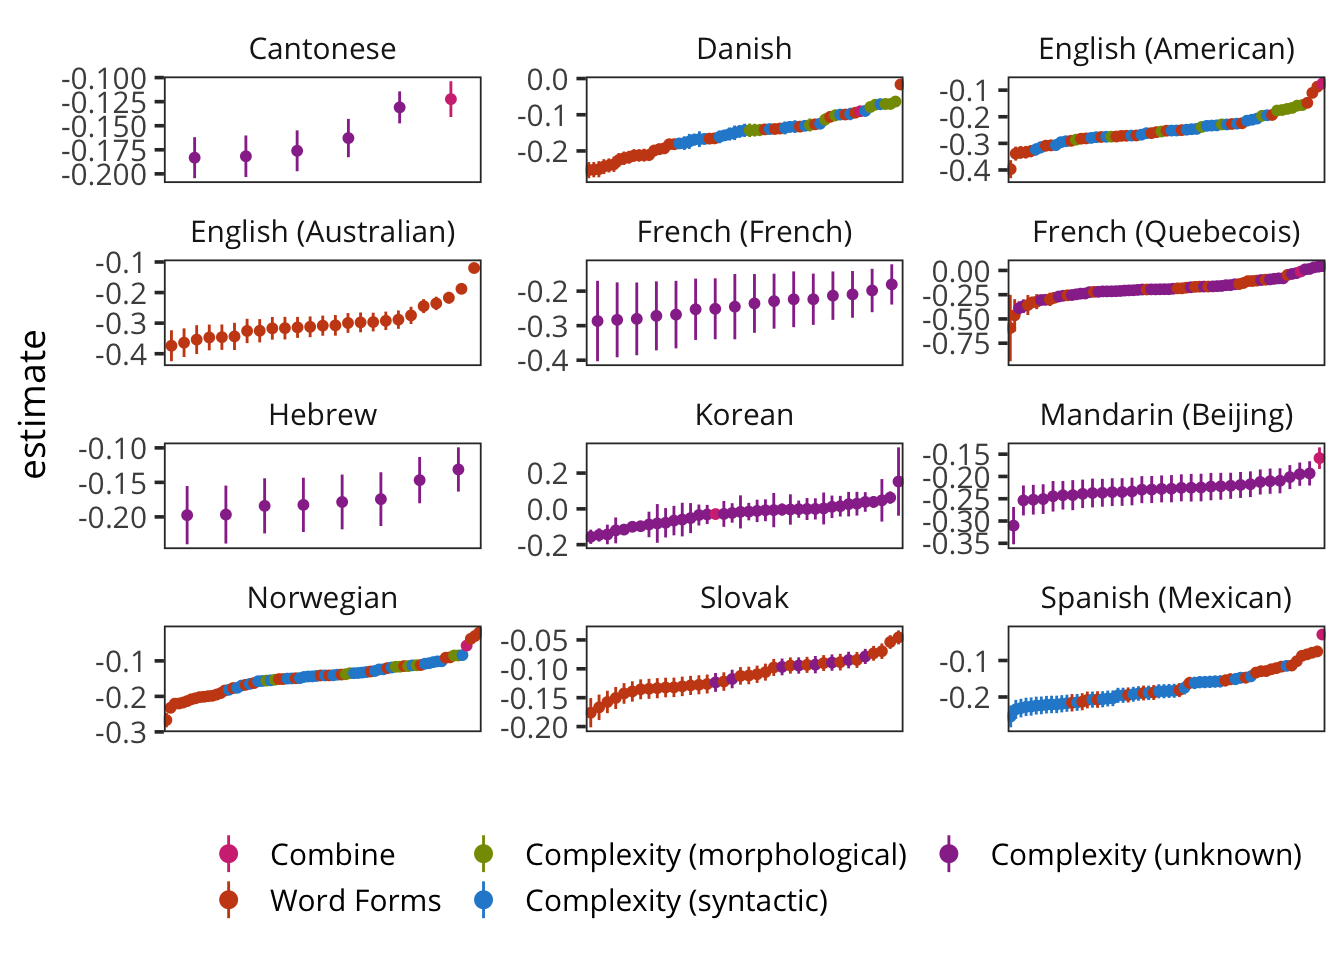 Cantonese
Danish
English (American)
-0.100
-0.125
-0.150
-0.175
-0.200
0.0
-0.1
-0.2
-0.1
-0.2
-0.3
-0.4
English (Australian)
French (French)
French (Quebecois)
-0.1
-0.2
-0.3
-0.4
-0.2
-0.3
-0.4
0.00
-0.25
-0.50
-0.75
estimate
Hebrew
Korean
Mandarin (Beijing)
-0.10
-0.15
-0.20
0.2
0.0
-0.2
-0.15
-0.20
-0.25
-0.30
-0.35
Norwegian
Slovak
Spanish (Mexican)
-0.1
-0.2
-0.3
-0.05
-0.10
-0.15
-0.20
-0.1
-0.2
Combine
Complexity (morphological)
Complexity (unknown)
Word Forms
Complexity (syntactic)